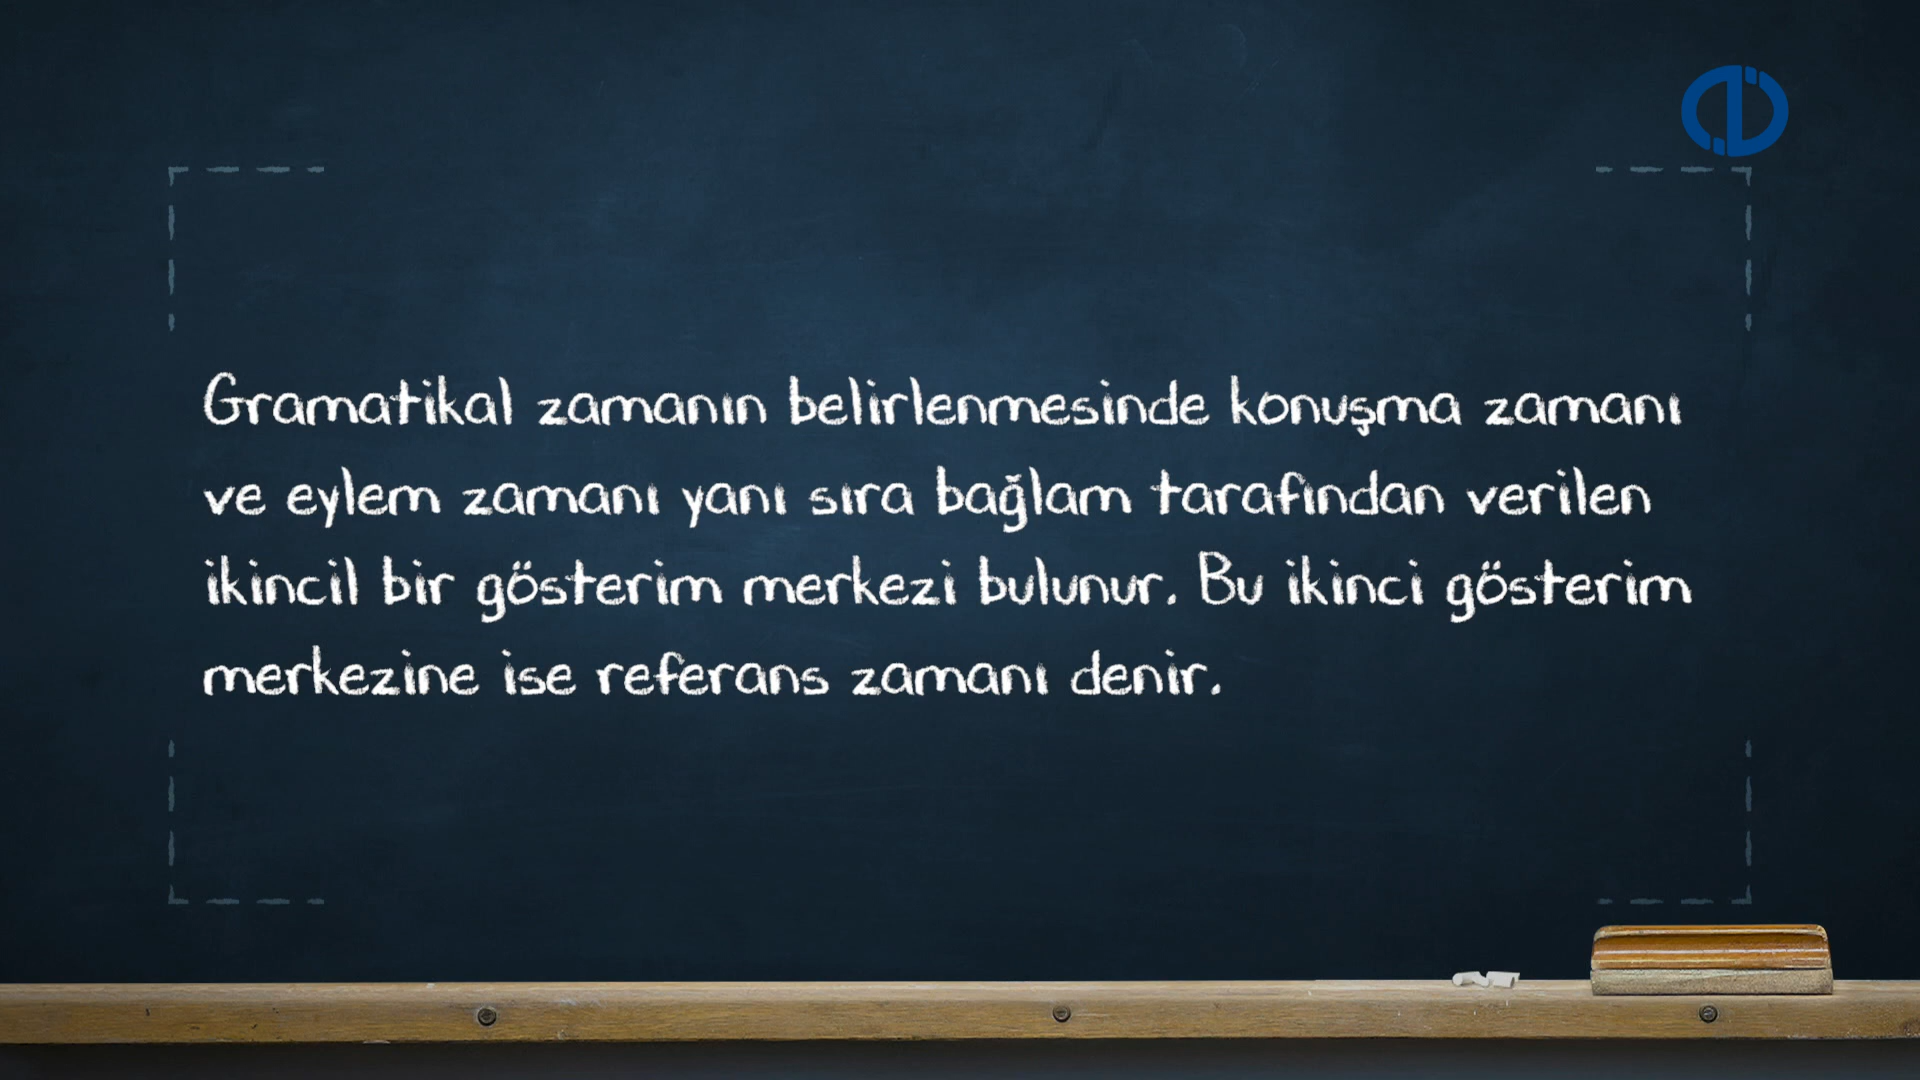 Gramatikal zamanın belirlenmesinde konuşma zamanı
ve eylem zamanı yanı sıra bağlam tarafından verilen
ikincil bir gösterim merkezi bulunur. Bu ikinci gösterim
merkezine ise referans zamanı denir.